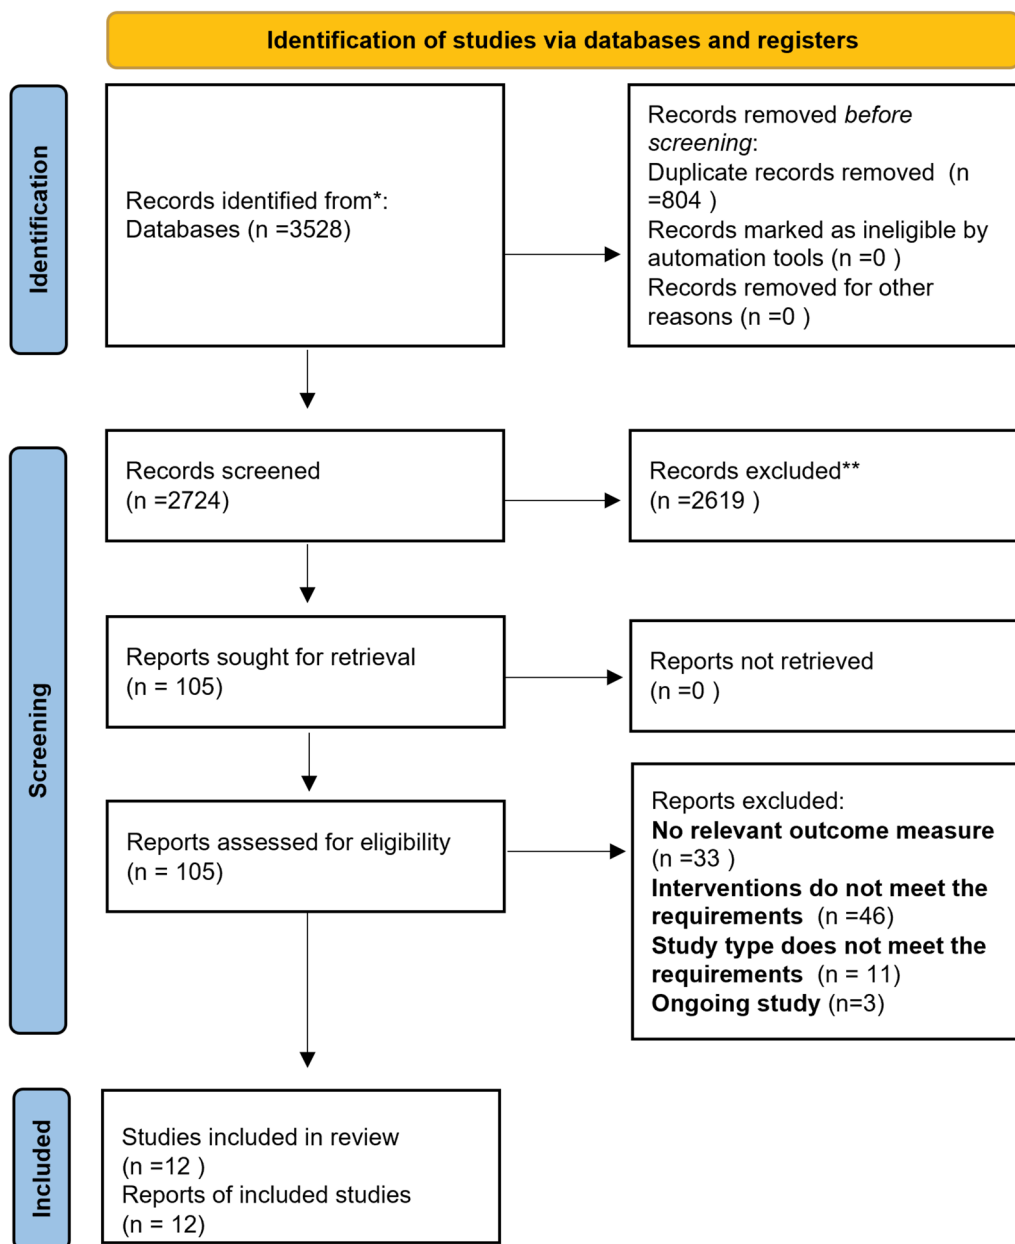 Identification of studies via databases and registers
Identification
Records identified from*:
Databases (n =3528)
Records removed before
screening:
Duplicate records removed  (n
=804 )
Records marked as ineligible by
automation tools (n =0 )
Records removed for other
reasons (n =0 )
Screening
Records screened
(n =2724)
Records excluded**
(n =2619 )
Reports sought for retrieval
(n = 105)
Reports not retrieved
(n =0 )
Reports assessed for eligibility
(n = 105)
Reports excluded:
No relevant outcome measure
(n =33 )
Interventions do not meet the
requirements  (n =46)
Study type does not meet the
requirements  (n = 11)
Ongoing study (n=3)
Included
Studies included in review
(n =12 )
Reports of included studies
(n = 12)